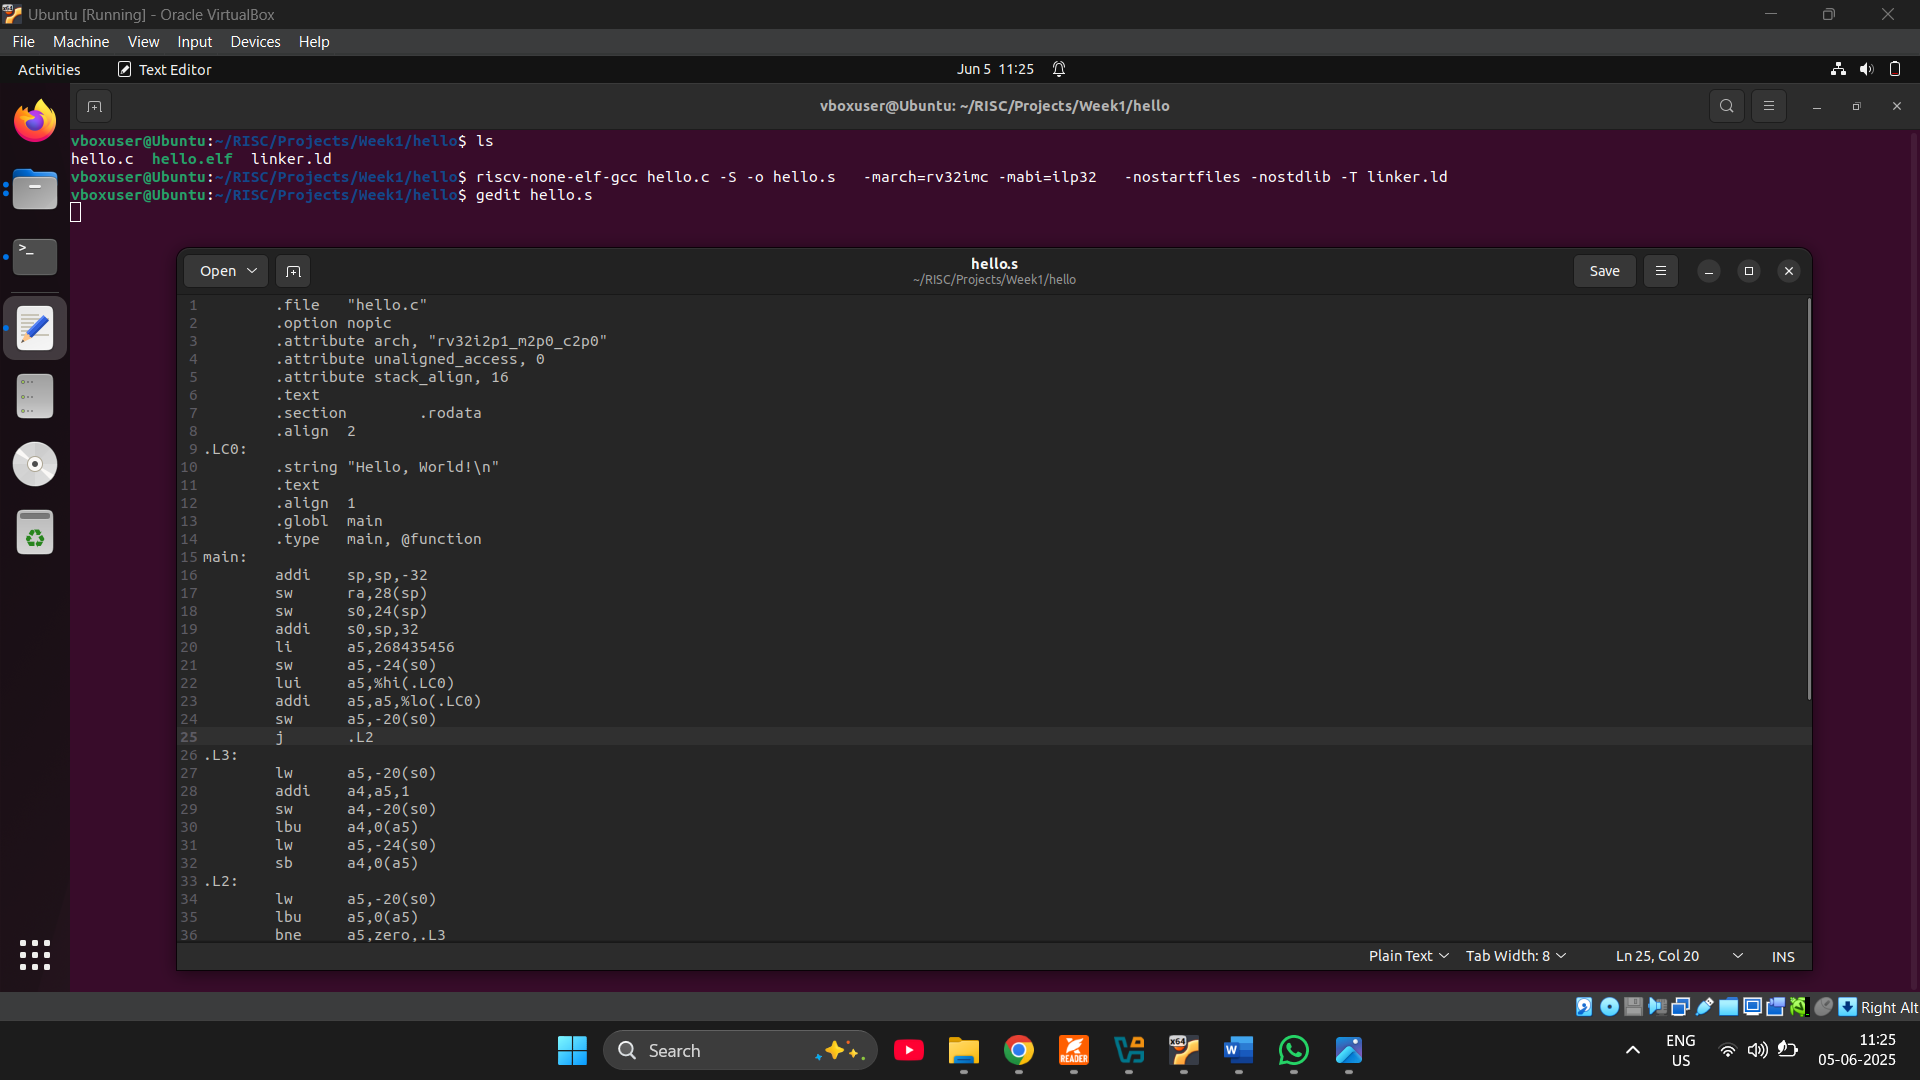 Ubuntu [Running] - Oracle VirtualBox
File Machine View Input Devices Help
Activities Text Editor Jun 5 11:25
vboxuser@Ubuntu: ~/RISC/Projects/Week1/hello
vboxuser@Ubuntu:~/RISC/Projects/Week1/hello$ ls
hello.c hello.elf linker.ld
vboxuser@Ubuntu:~/RISC/Projects/Week1/hello$ riscv-none-elf-gcc hello.c -S -o hello.s -march=rv32imc -mabi=ilp32 -nostartfiles -nostdlib -T linker.ld
vboxuser@Ubuntu:~/RISC/Projects/Week1/hello$ gedit hello.s
Open hello.s Save
~/RISC/Projects/Week1/hello
1 .file "hello.c"
2 .option nopic
3 .attribute arch, "rv32i2p1_m2p0_c2p0"
4 .attribute unaligned_access, 0
5 .attribute stack_align, 16
6 .text
7 .section .rodata
8 .align 2
9 .LC0:
10 .string "Hello, World!\n"
11 .text
12 .align 1
13 .globl main
14 .type main, @function
15 main:
16 addi sp,sp,-32
17 sw ra,28(sp)
18 sw s0,24(sp)
19 addi s0,sp,32
20 li a5,268435456
21 sw a5,-24(s0)
22 lui a5,%hi(.LC0)
23 addi a5,a5,%lo(.LC0)
24 sw a5,-20(s0)
25 j .L2
26 .L3:
27 lw a5,-20(s0)
28 addi a4,a5,1
29 sw a4,-20(s0)
30 lbu a4,0(a5)
31 lw a5,-24(s0)
32 sb a4,0(a5)
33 .L2:
34 lw a5,-20(s0)
35 lbu a5,0(a5)
36 bne a5,zero,.L3
Plain Text Tab Width: 8 Ln 25, Col 20 INS
Right Alt
Search READER x64 ENG 11:25
US 05-06-2025